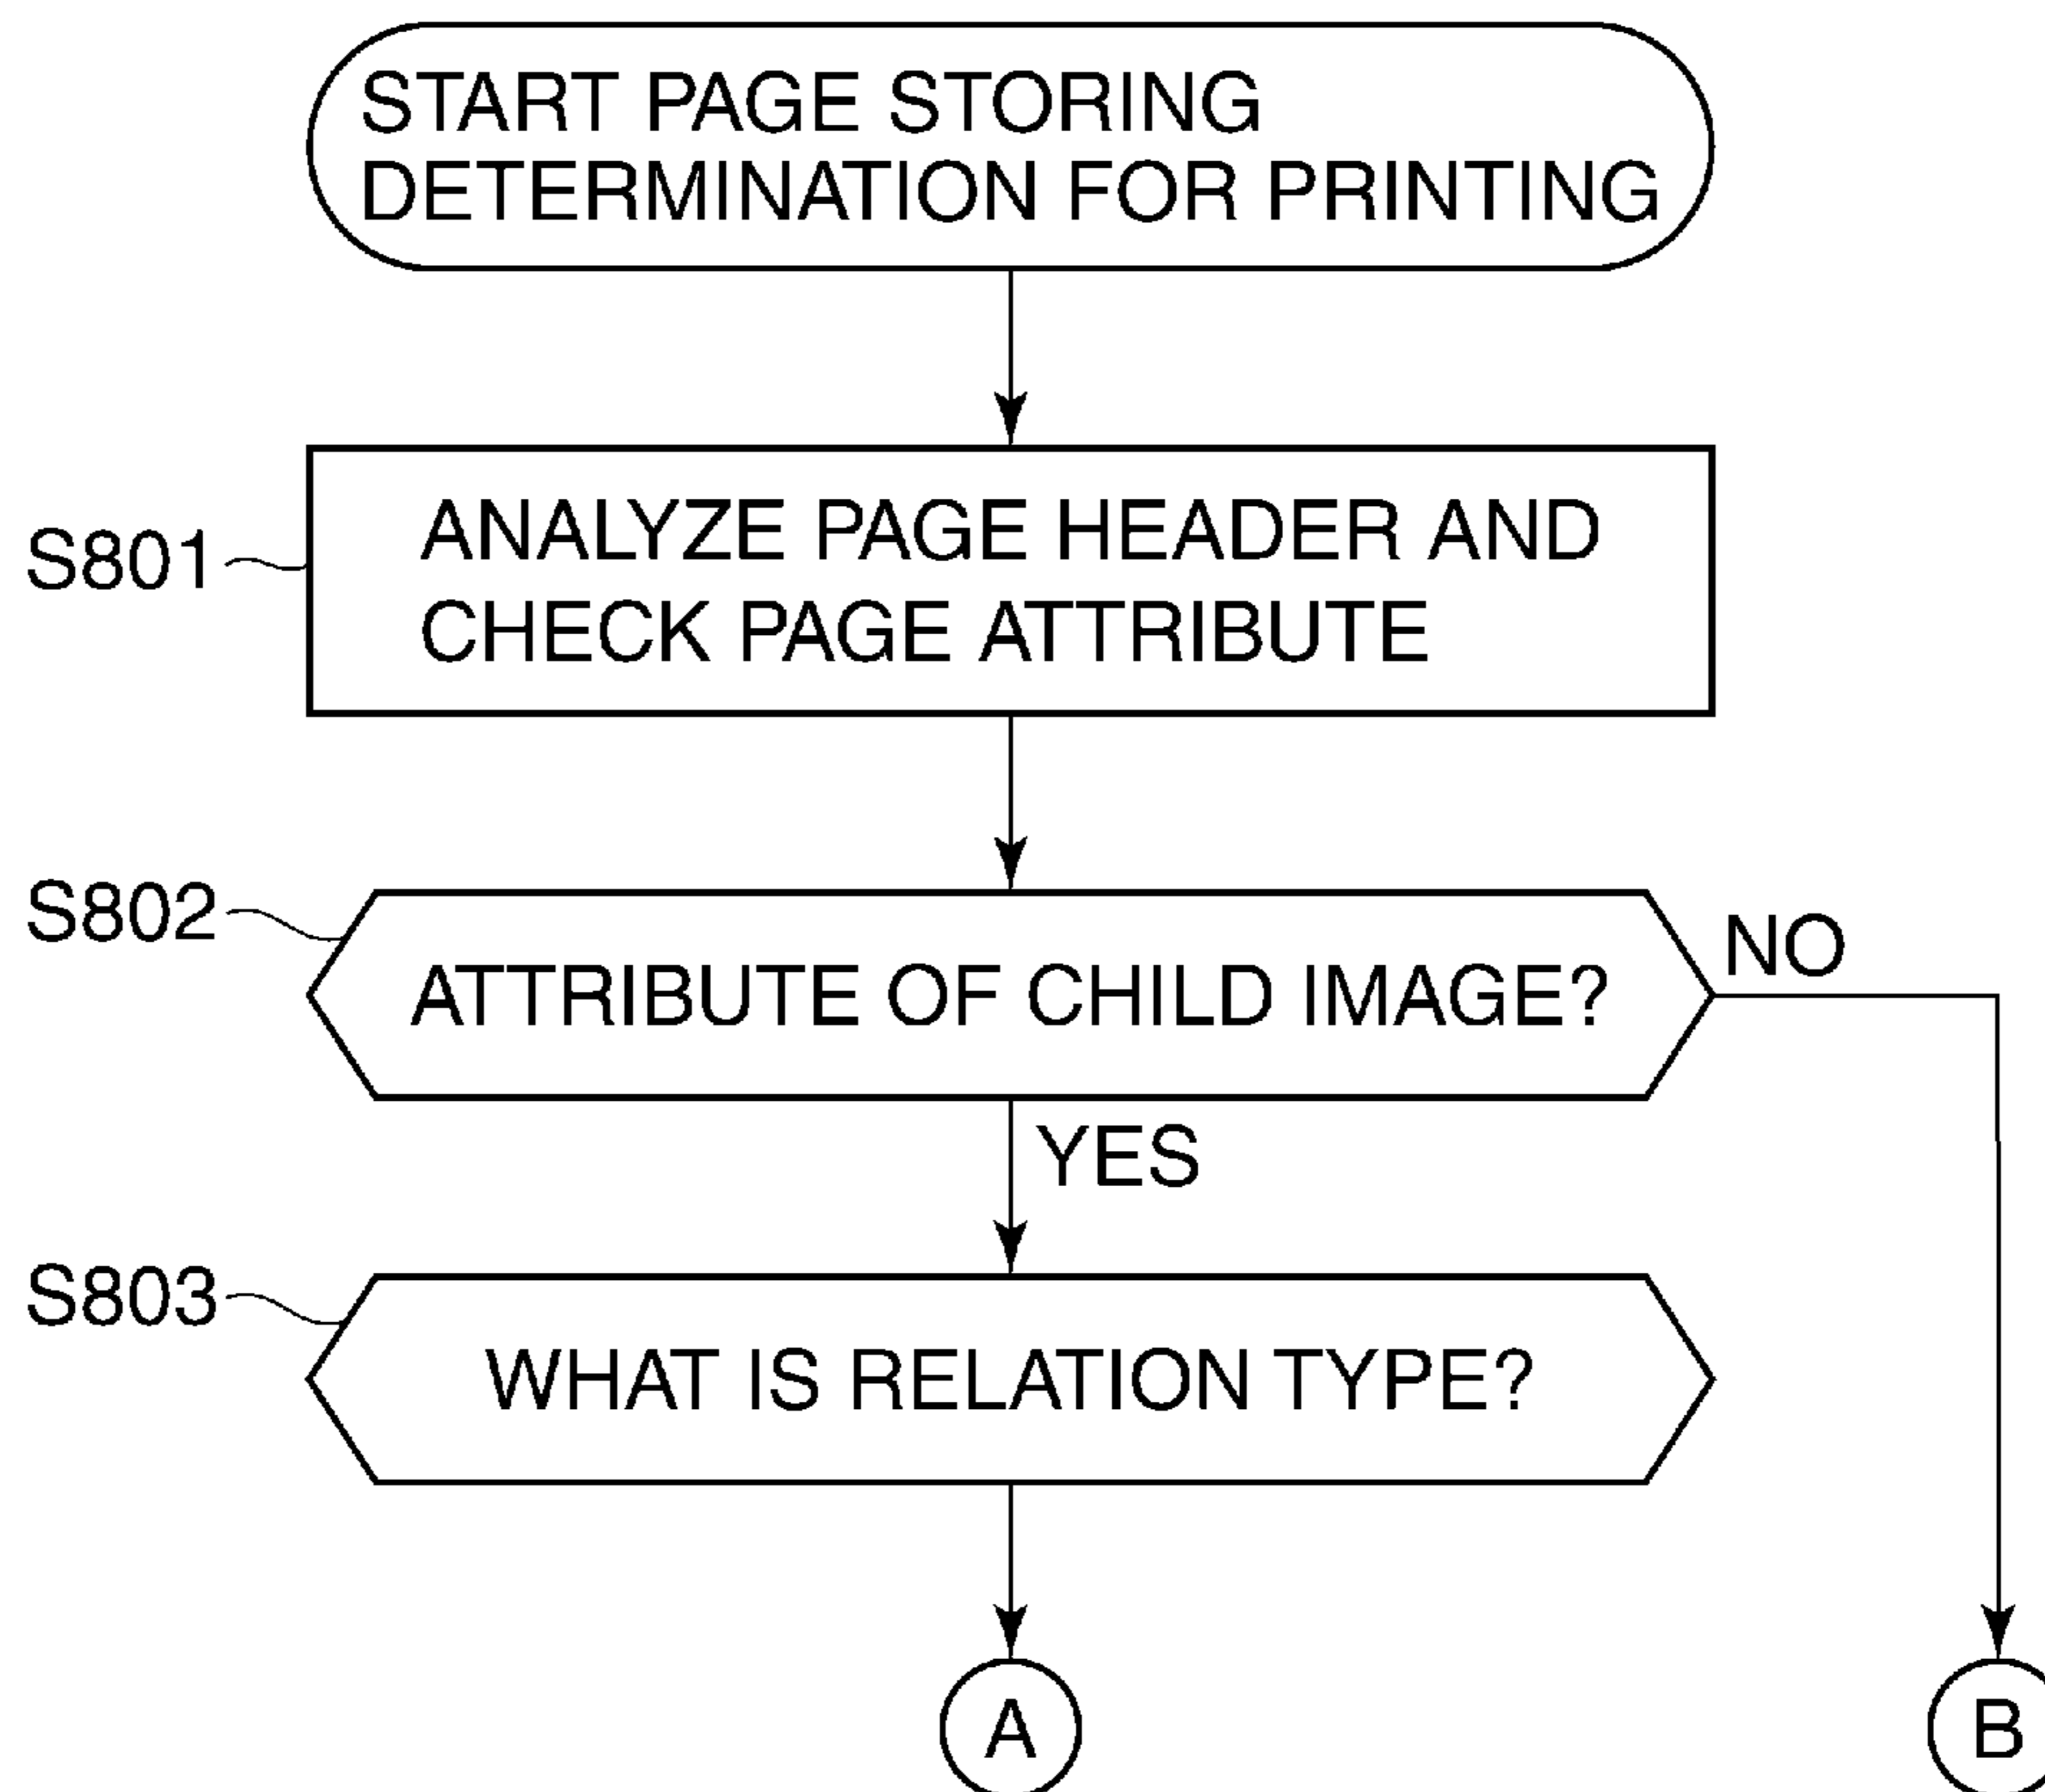 START PAGE STORING
DETERMINATION FOR PRINTING
S801
ANALYZE PAGE HEADER AND
CHECK PAGE ATTRIBUTE
S802
ATTRIBUTE OF CHILD IMAGE?
NO
YES
S803
WHAT IS RELATION TYPE?
A
B